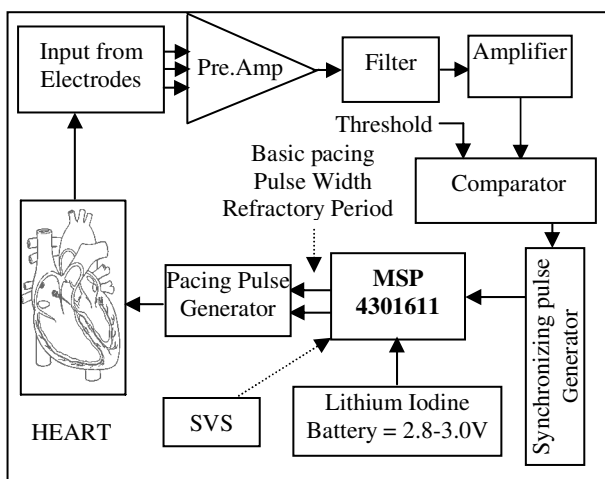 Input from
Electrodes
Pre.Amp
Filter
Amplifier
Threshold
Comparator
Basic pacing
Pulse Width
Refractory Period
Pacing Pulse
Generator
MSP
4301611
Synchronizing pulse
Generator
HEART
SVS
Lithium Iodine
Battery = 2.8-3.0V